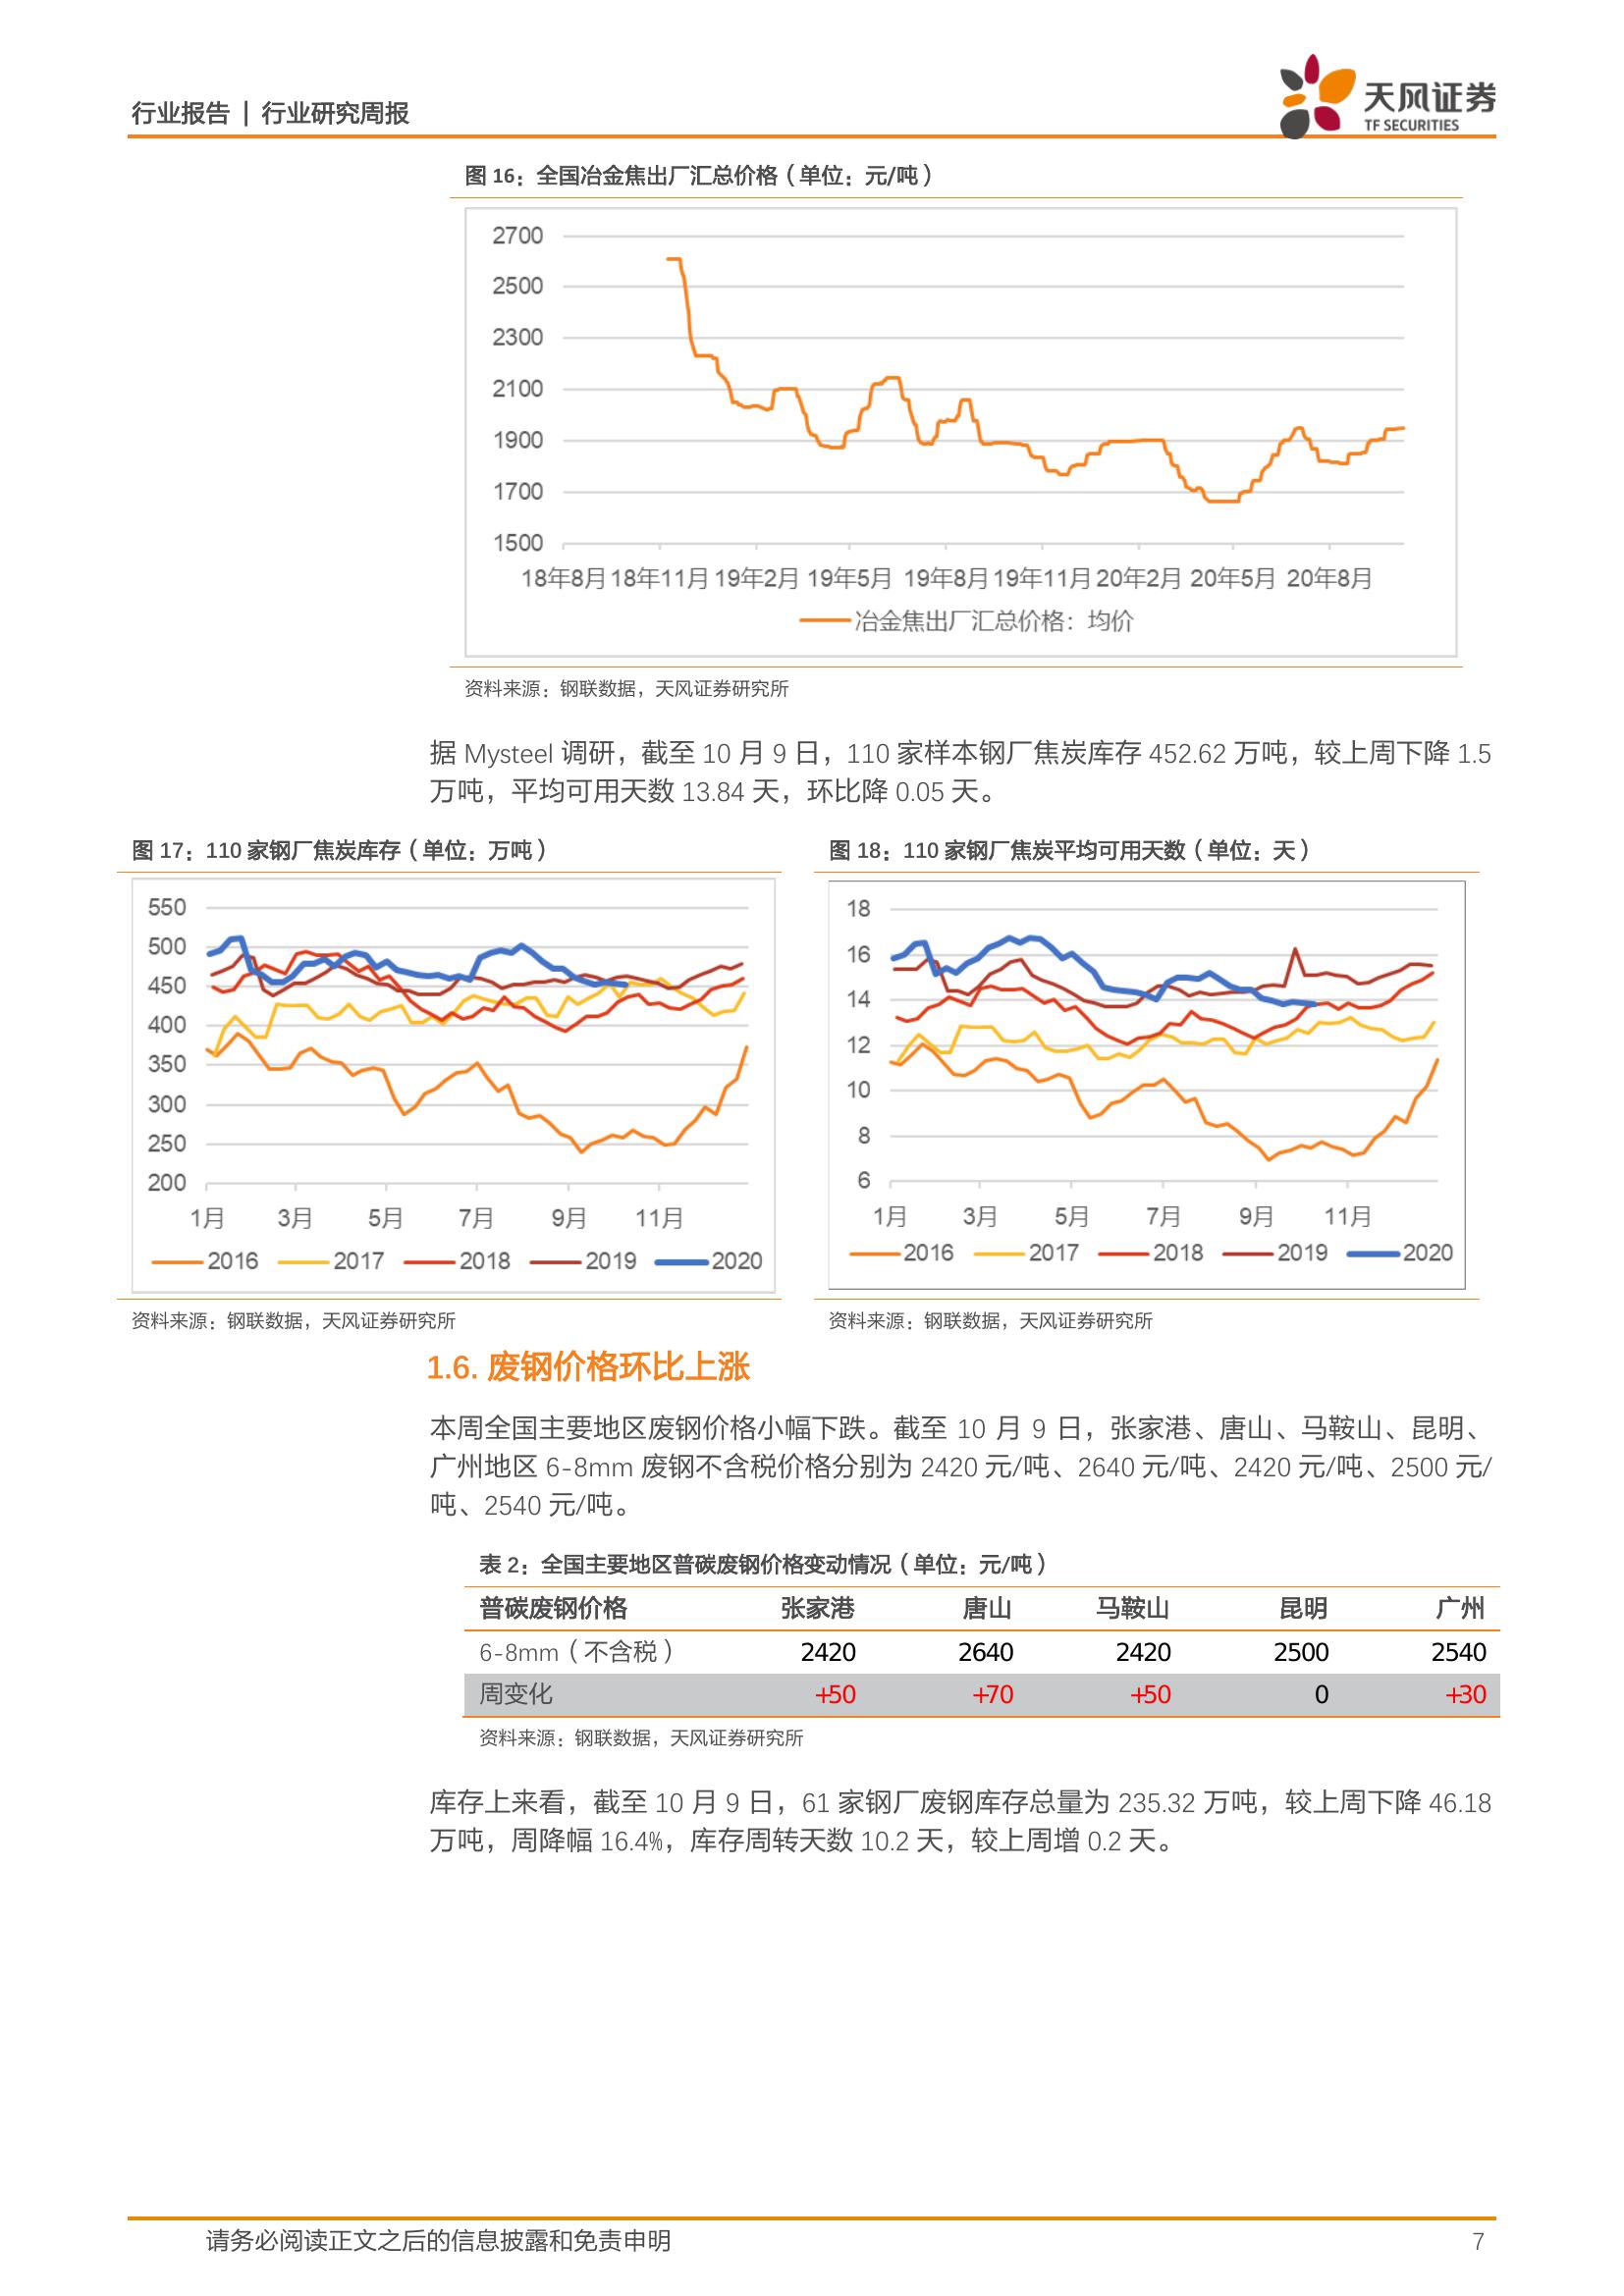 行业报告 | 行业研究周报
天风证券
TF SECURITIES
图 16：全国冶金焦出厂汇总价格（单位：元/吨）
2700
2500
2300
2100
1900
1700
1500
18年8月 18年11月 19年2月 19年5月 19年8月 19年11月 20年2月 20年5月 20年8月
冶金焦出厂汇总价格：均价
资料来源：钢联数据，天风证券研究所
据 Mysteel 调研，截至 10 月 9 日，110 家样本钢厂焦炭库存 452.62 万吨，较上周下降 1.5
万吨，平均可用天数 13.84 天，环比降 0.05 天。
图 17：110 家钢厂焦炭库存（单位：万吨）
550
500
450
400
350
300
250
200
1月 3月 5月 7月 9月 11月
2016 2017 2018 2019 2020
资料来源：钢联数据，天风证券研究所
图 18：110 家钢厂焦炭平均可用天数（单位：天）
18
16
14
12
10
8
6
1月 3月 5月 7月 9月 11月
2016 2017 2018 2019 2020
资料来源：钢联数据，天风证券研究所
1.6. 废钢价格环比上涨
本周全国主要地区废钢价格小幅下跌。截至 10 月 9 日，张家港、唐山、马鞍山、昆明、
广州地区 6-8mm 废钢不含税价格分别为 2420 元/吨、2640 元/吨、2420 元/吨、2500 元/
吨、2540 元/吨。
表 2：全国主要地区普碳废钢价格变动情况（单位：元/吨）
普碳废钢价格 张家港 唐山 马鞍山 昆明 广州
6-8mm（不含税） 2420 2640 2420 2500 2540
周变化 +50 +70 +50 0 +30
资料来源：钢联数据，天风证券研究所
库存上来看，截至 10 月 9 日，61 家钢厂废钢库存总量为 235.32 万吨，较上周下降 46.18
万吨，周降幅 16.4%，库存周转天数 10.2 天，较上周增 0.2 天。
请务必阅读正文之后的信息披露和免责申明 7